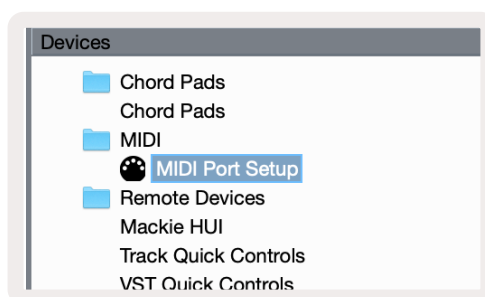 Devices
Chord Pads
Chord Pads
MIDI
MIDI Port Setup
Remote Devices
Mackie HUI
Track Quick Controls
VST Quick Controls